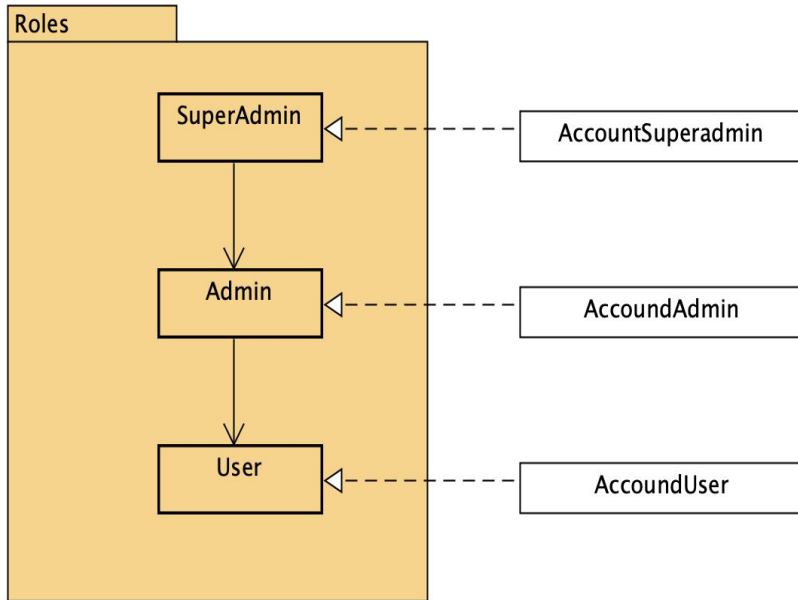 Roles
SuperAdmin
AccountSuperadmin
Admin
AccoundAdmin
User
AccoundUser